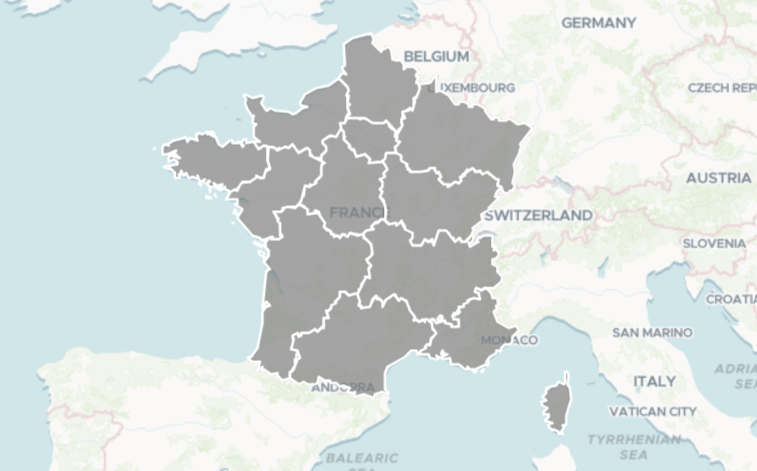 GERMANY
BELGIUM
LUXEMBOURG
CZECH REP
AUSTRIA
FRANCE
SWITZERLAND
SLOVENIA
CROATIA
MONACO
SAN MARINO
ADRIA
SEA
ITALY
ANDORRA
VATICAN CITY
TYRRHENIAN
SEA
BALEARIC
SEA